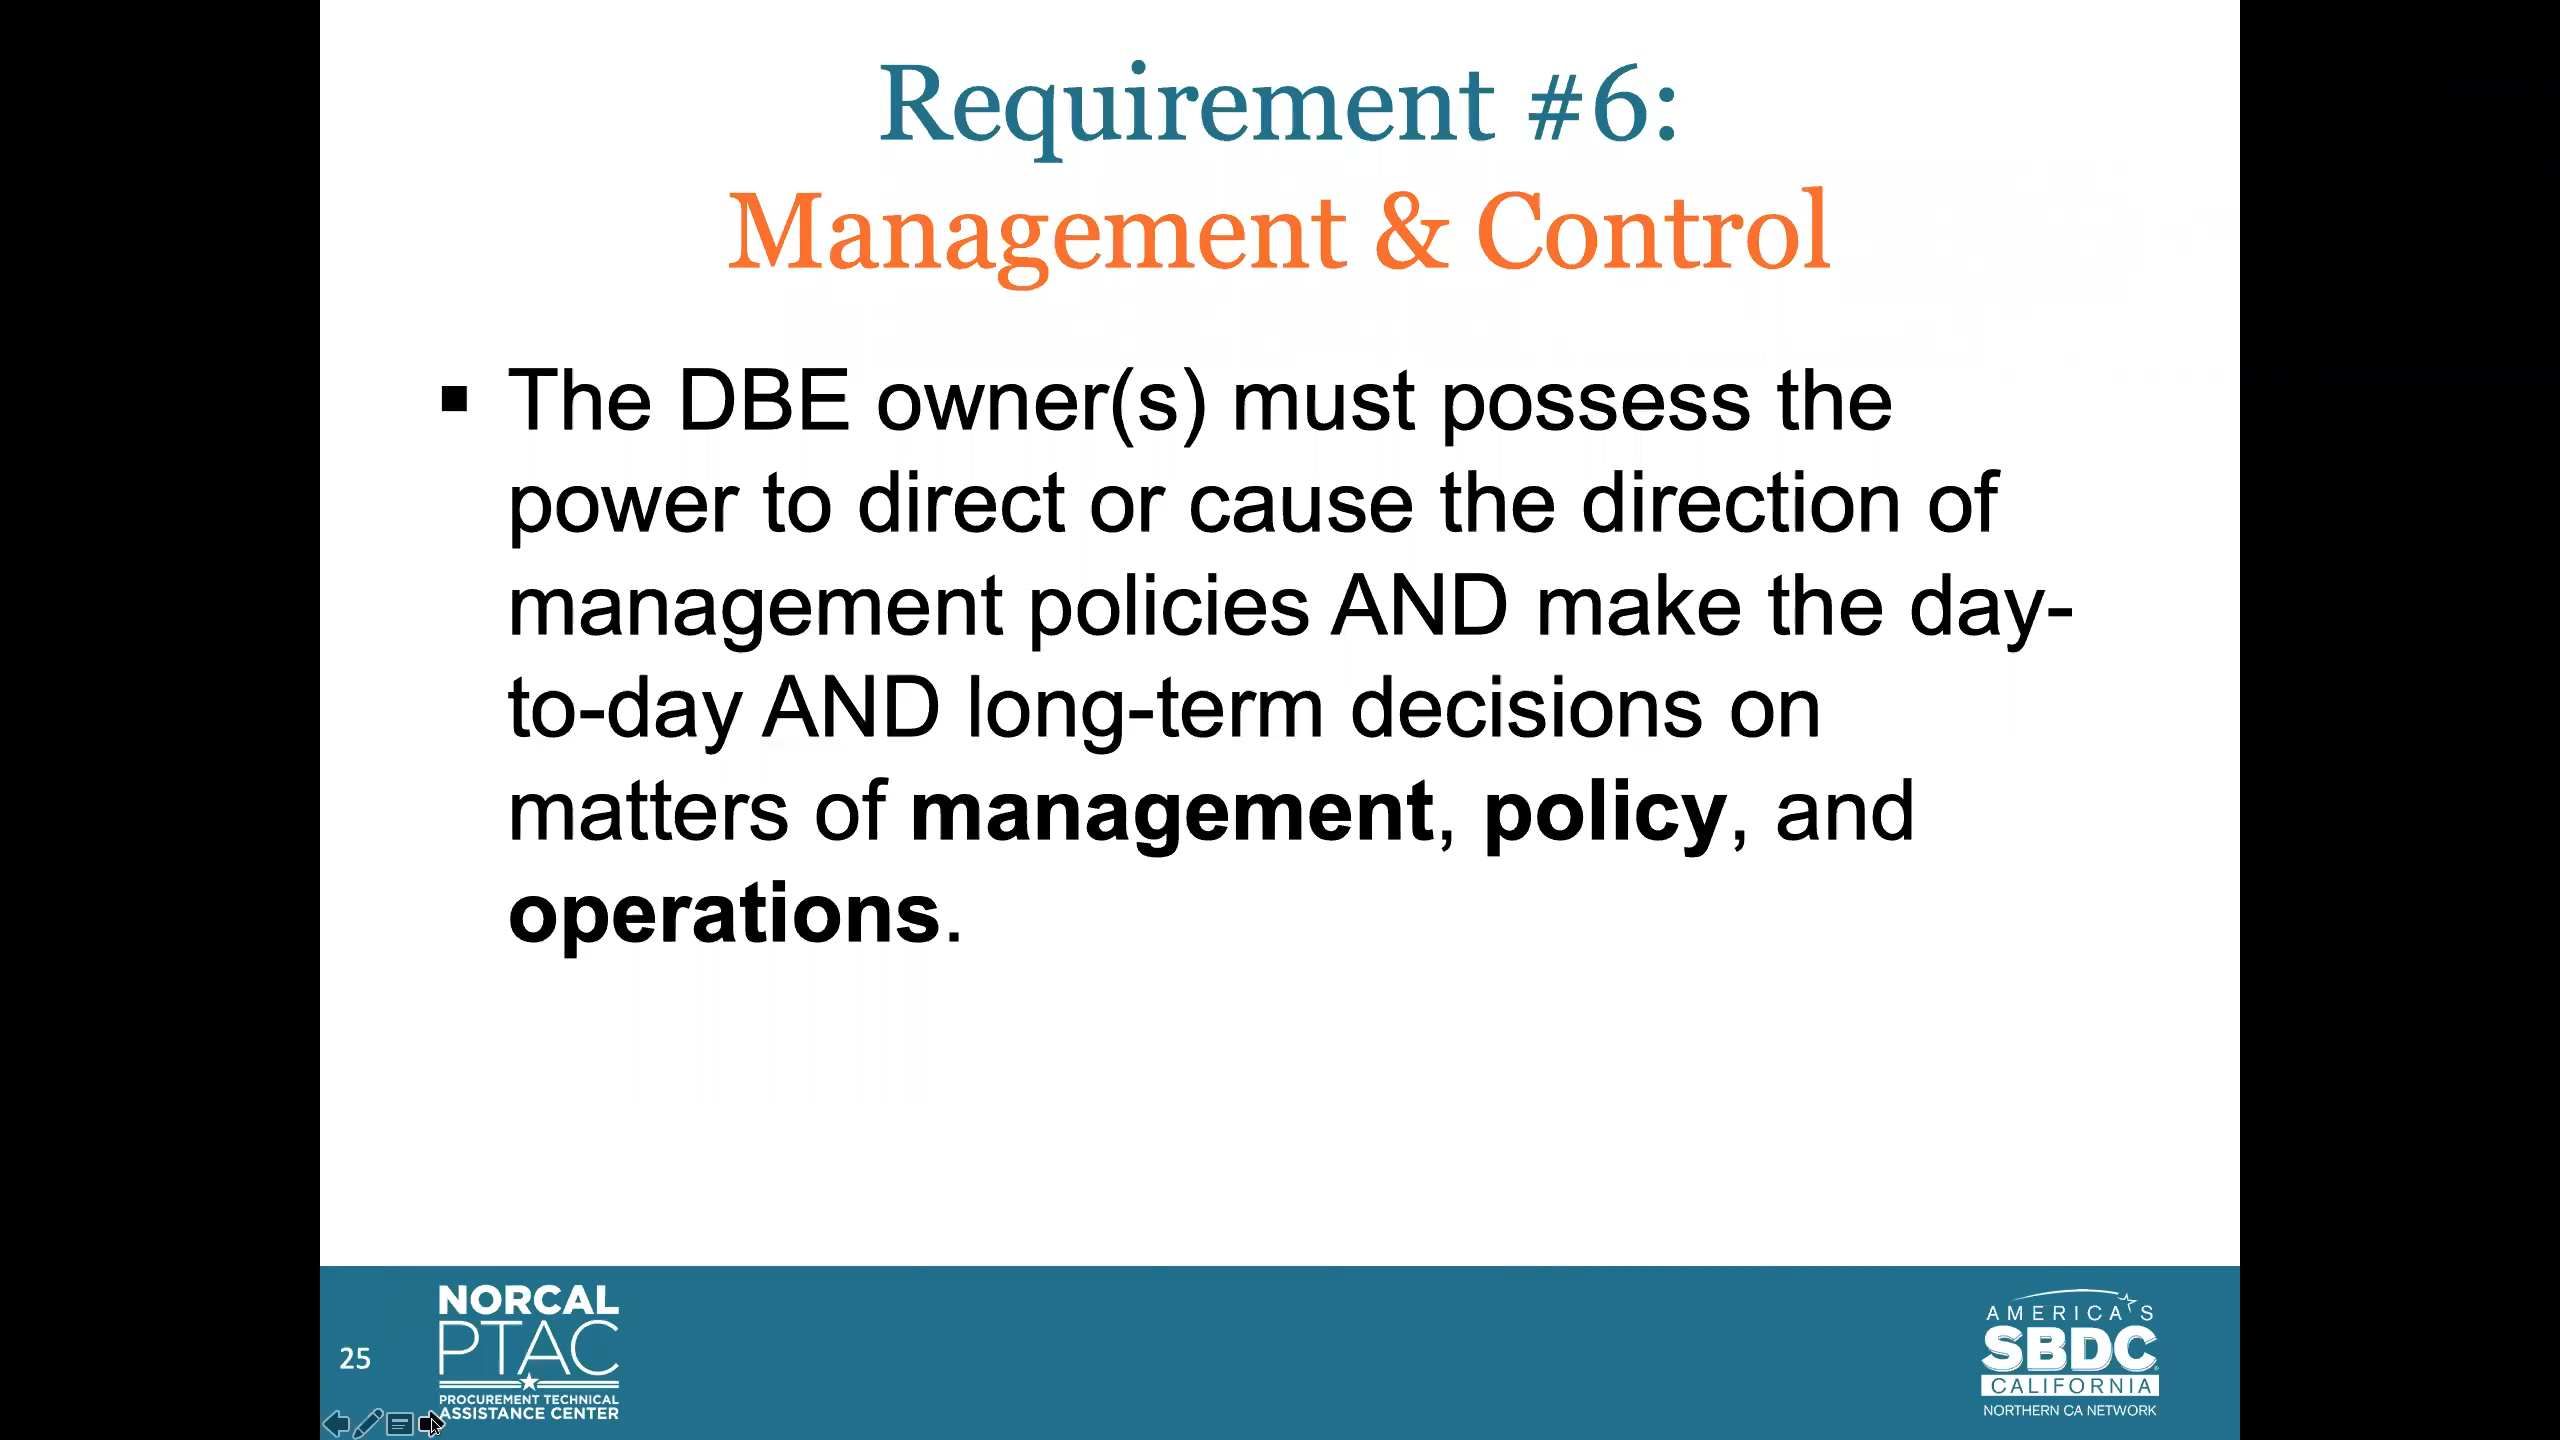 Requirement #6:
Management & Control
▪ The DBE owner(s) must possess the
power to direct or cause the direction of
management policies AND make the day-
to-day AND long-term decisions on
matters of management, policy, and
operations.
25
NORCAL
PTAC
PROCUREMENT TECHNICAL
ASSISTANCE CENTER
AMERICA'S
SBDC
CALIFORNIA
NORTHERN CA NETWORK